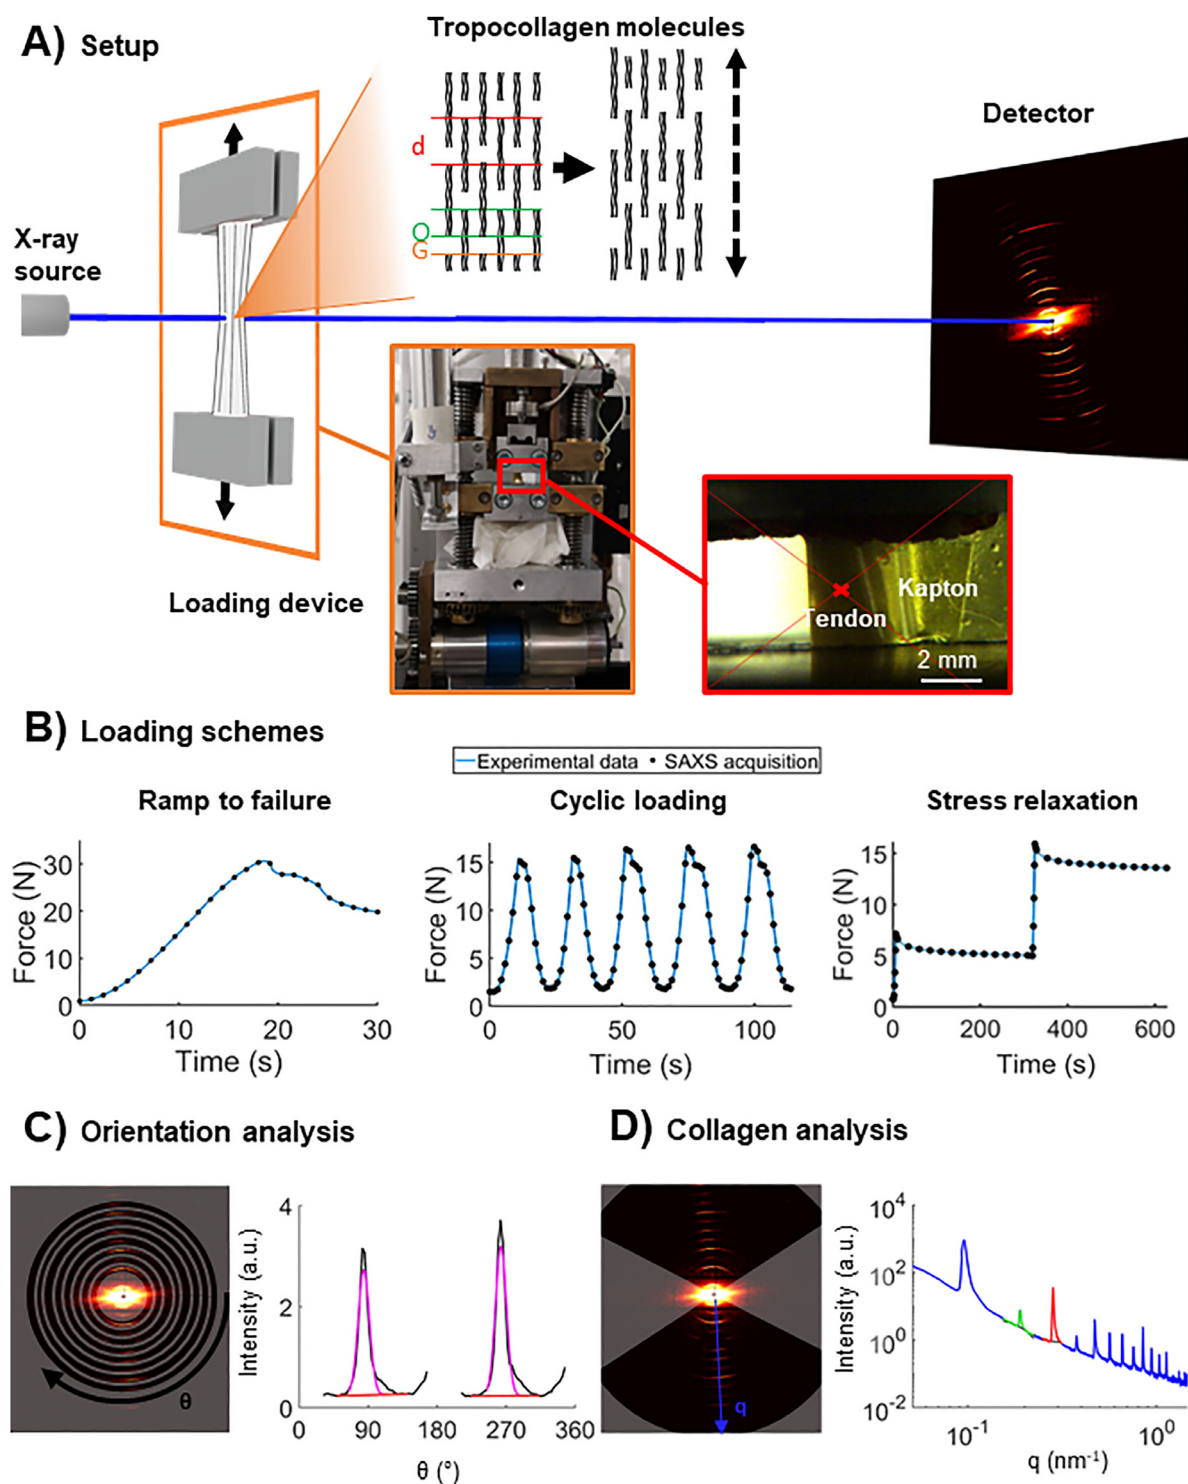 A) Setup
Tropocollagen molecules
d
O
G
Detector
X-ray
source
Loading device
Kapton
Tendon
2 mm
B) Loading schemes
Experimental data • SAXS acquisition
Ramp to failure
Cyclic loading
Stress relaxation
Force (N)
30
20
10
0
0 10 20 30
Time (s)
Force (N)
15
10
5
0
0 50 100
Time (s)
Force (N)
15
10
5
0
0 200 400 600
Time (s)
C) Orientation analysis
θ
Intensity (a.u.)
4
2
0
0 90 180 270 360
θ (°)
D) Collagen analysis
q
Intensity (a.u.)
10⁴
10²
10⁰
10⁻²
10⁻¹ 10⁰
q (nm⁻¹)